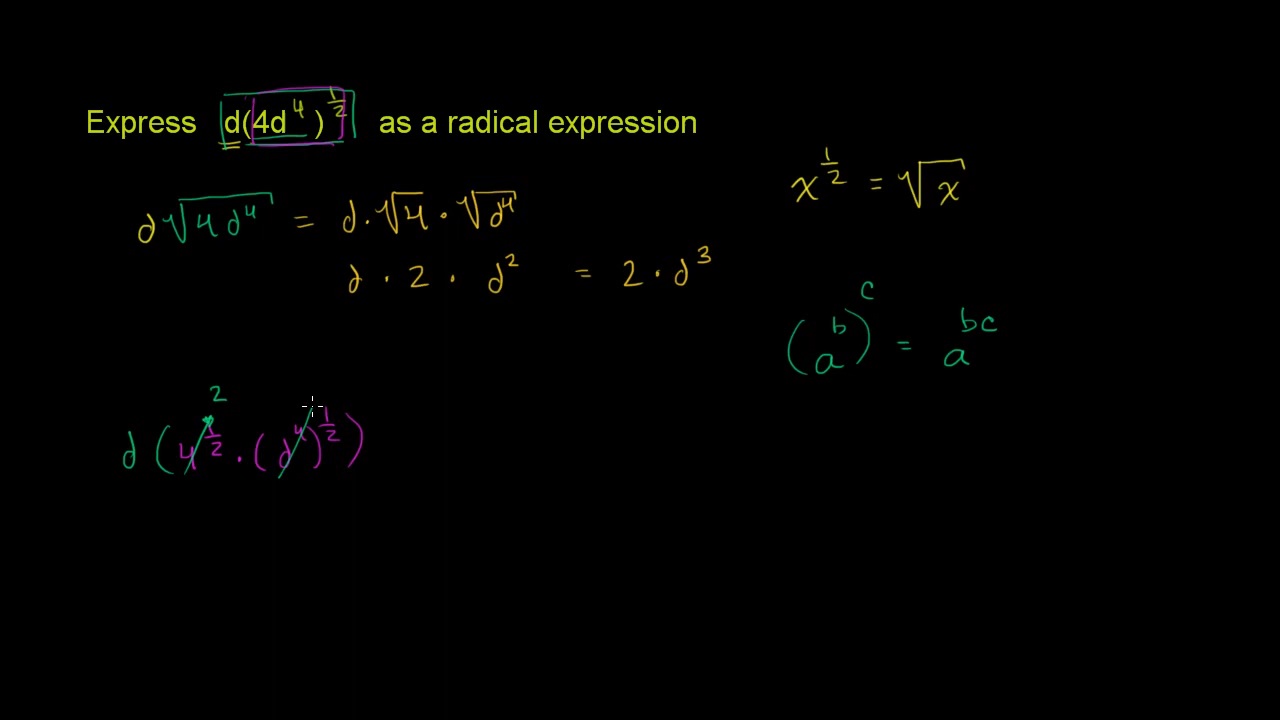 Express d(4d⁴)^½ as a radical expression
x^½ = √x
d√(4d⁴) = d · √4 · √(d⁴)
d · 2 · d² = 2 · d³
(a^b)^c = a^bc
2
d(4^½ · (d⁴)^½)